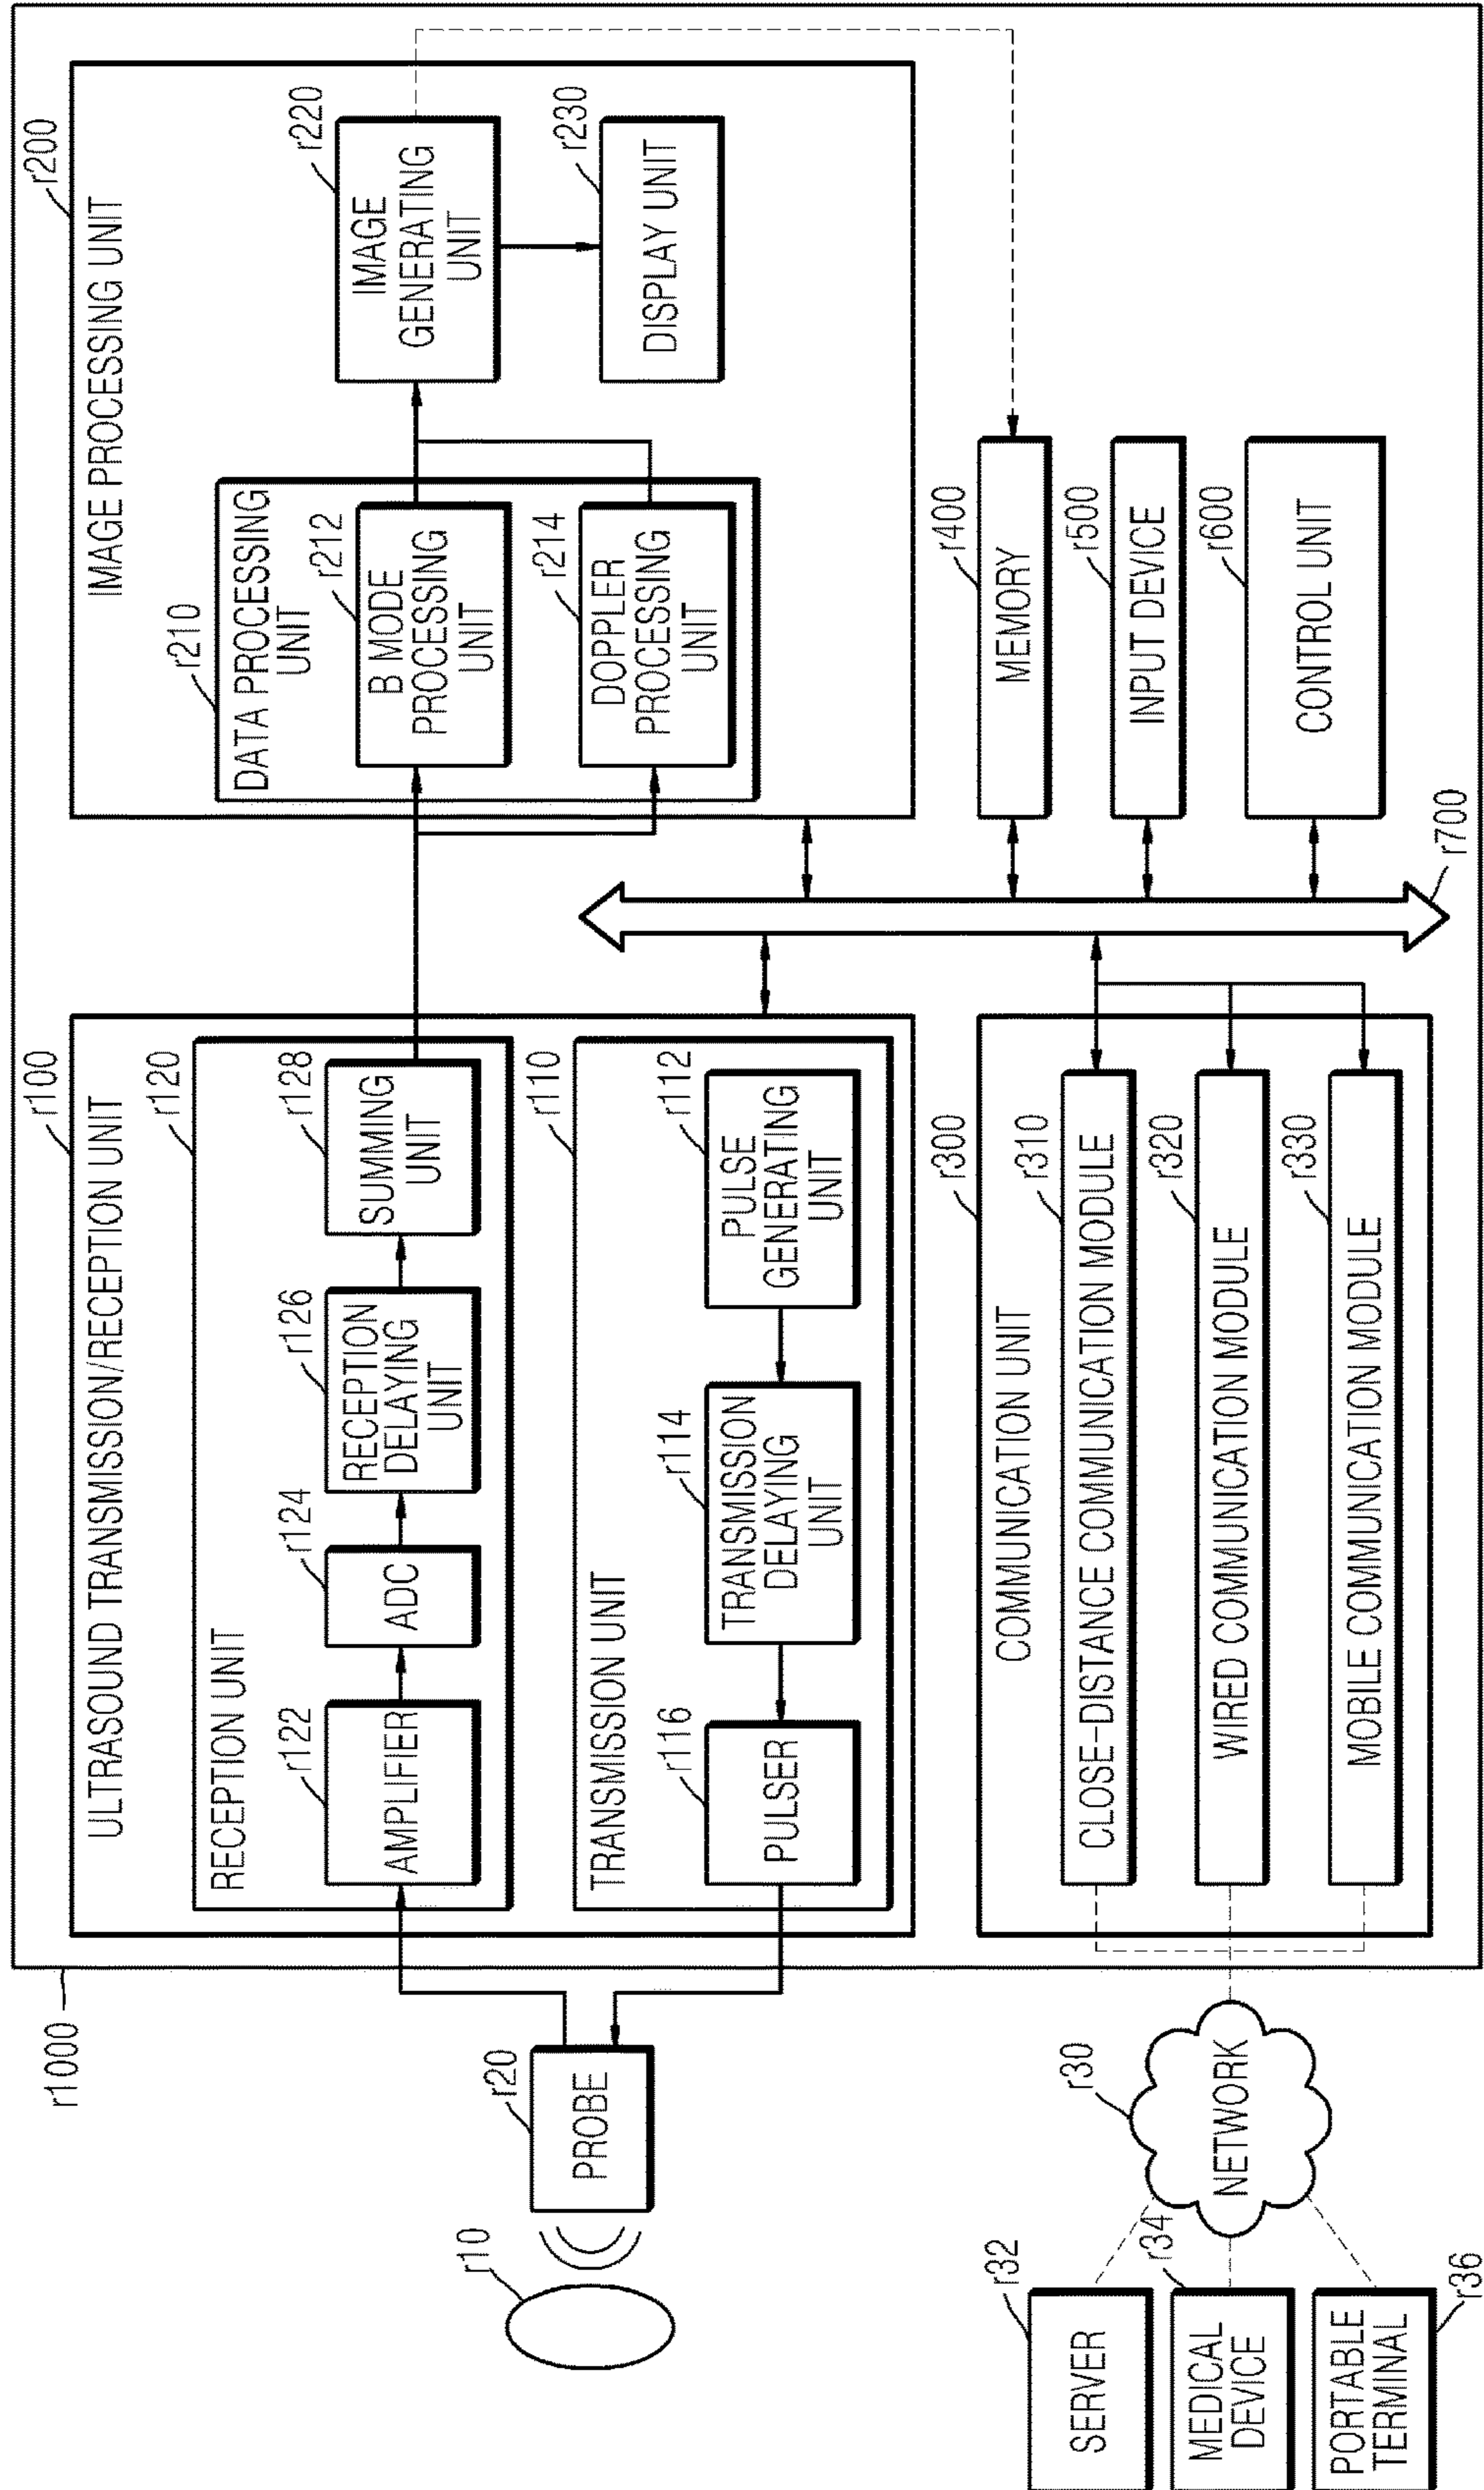 r1000
r100
ULTRASOUND TRANSMISSION/RECEPTION UNIT
r120
RECEPTION UNIT
r122
AMPLIFIER
r124
ADC
r126
RECEPTION
DELAYING
UNIT
r128
SUMMING
UNIT
r110
TRANSMISSION UNIT
r116
PULSER
r114
TRANSMISSION
DELAYING
UNIT
r112
PULSE
GENERATING
UNIT
r200
IMAGE PROCESSING UNIT
r210
DATA PROCESSING
UNIT
r212
B MODE
PROCESSING
UNIT
r214
DOPPLER
PROCESSING
UNIT
r220
IMAGE
GENERATING
UNIT
r230
DISPLAY UNIT
r10
r20
PROBE
r300
COMMUNICATION UNIT
r310
CLOSE-DISTANCE COMMUNICATION MODULE
r320
WIRED COMMUNICATION MODULE
r330
MOBILE COMMUNICATION MODULE
r400
MEMORY
r500
INPUT DEVICE
r600
CONTROL UNIT
r700
r30
NETWORK
r32
SERVER
r34
MEDICAL
DEVICE
r36
PORTABLE
TERMINAL